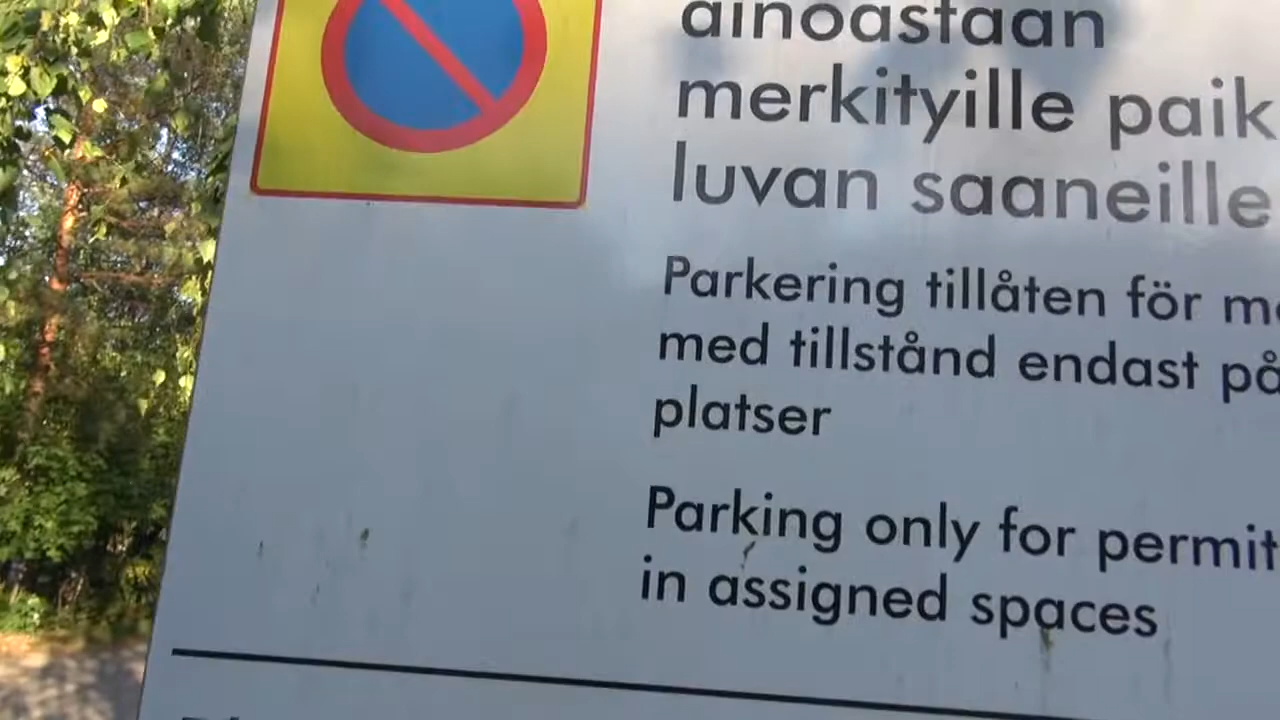 ainoastaan
merkityille paik
luvan saaneille
Parkering tillåten för
med tillstånd endast på
platser
Parking only for permit
in assigned spaces